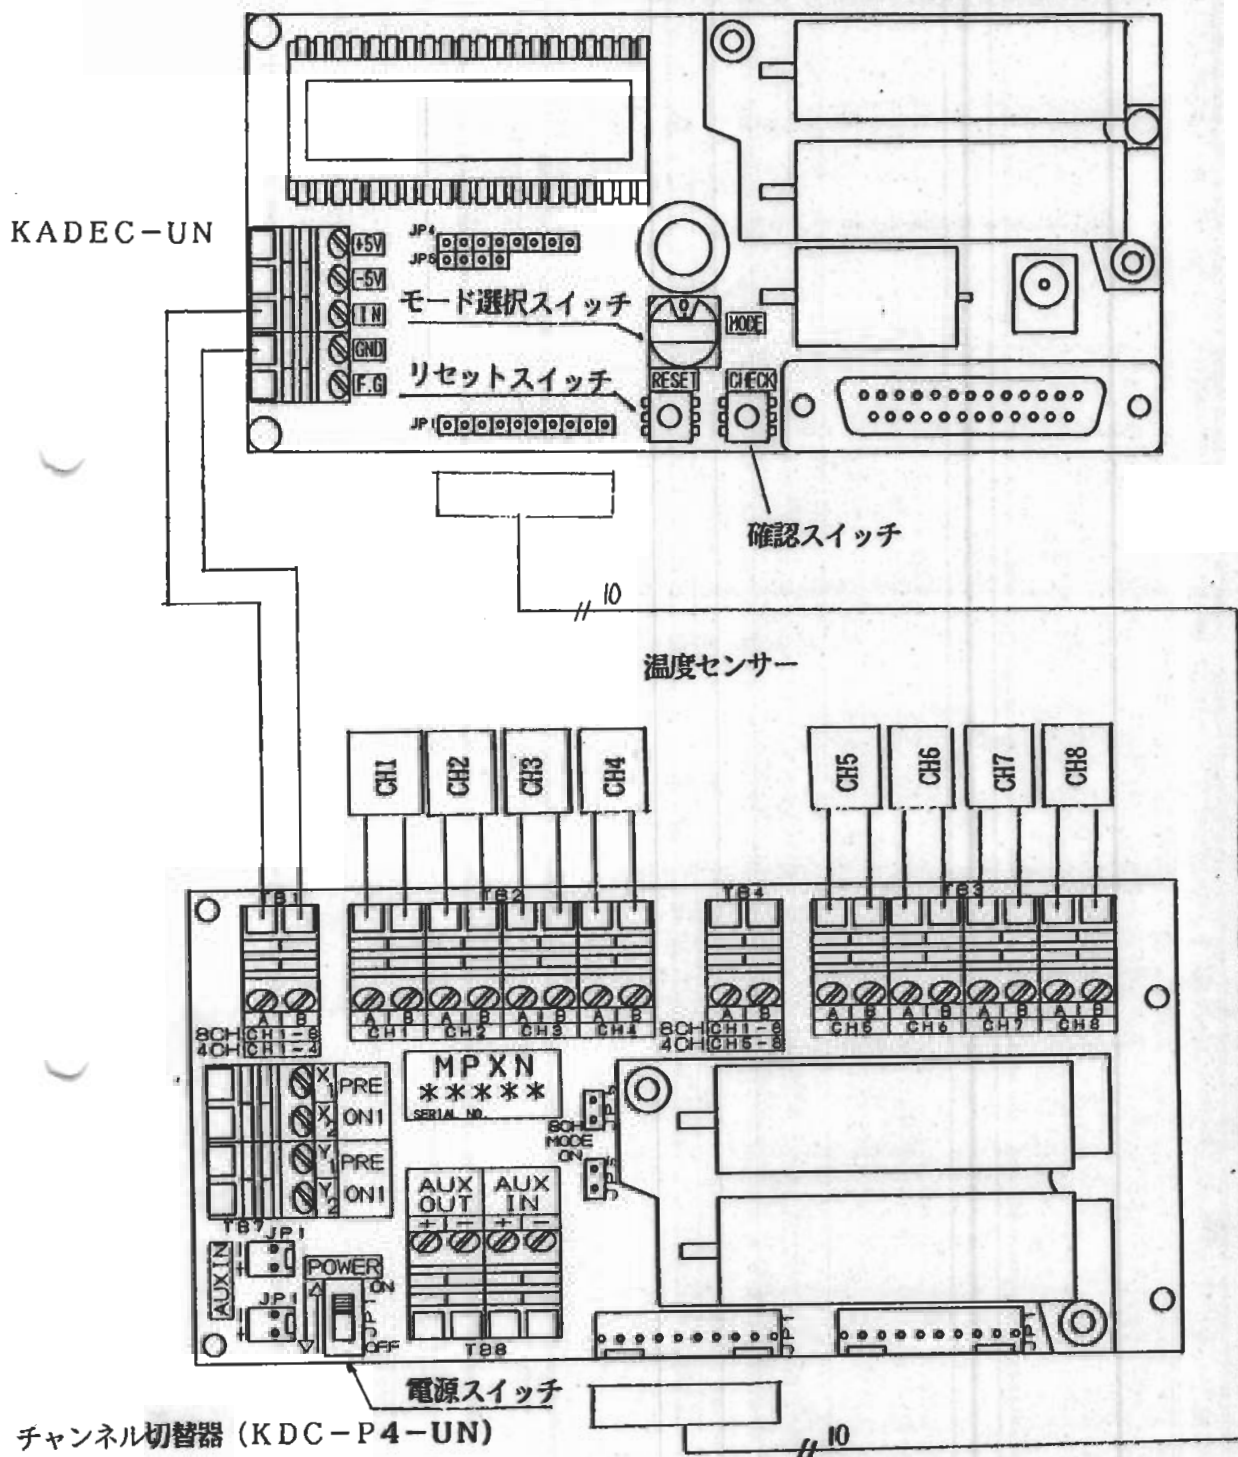 KADEC-UN
+5V
-5V
IN
GND
F.G
JP4
JP5
モード選択スイッチ
MODE
リセットスイッチ
RESET
CHECK
JP1
確認スイッチ
10
温度センサー
CH1
CH2
CH3
CH4
CH5
CH6
CH7
CH8
TB1
TB2
TB4
TB3
A B
A B A B A B A B
A B
A B A B A B A B
8CH CH1-8
4CH CH1-4
CH1 CH2 CH3 CH4
8CH CH1-8
4CH CH5-8
CH5 CH6 CH7 CH8
X1 PRE
X2 ON1
Y1 PRE
Y2 ON1
TB7
MPXN
*****
SERIAL NO.
8CH
MODE
ON
AUX OUT
AUX IN
+ - + -
TB8
AUXIN
JP1
JP1
POWER
ON
JP1
OFF
JP1
JP1
電源スイッチ
チャンネル切替器 (KDC-P4-UN)
10